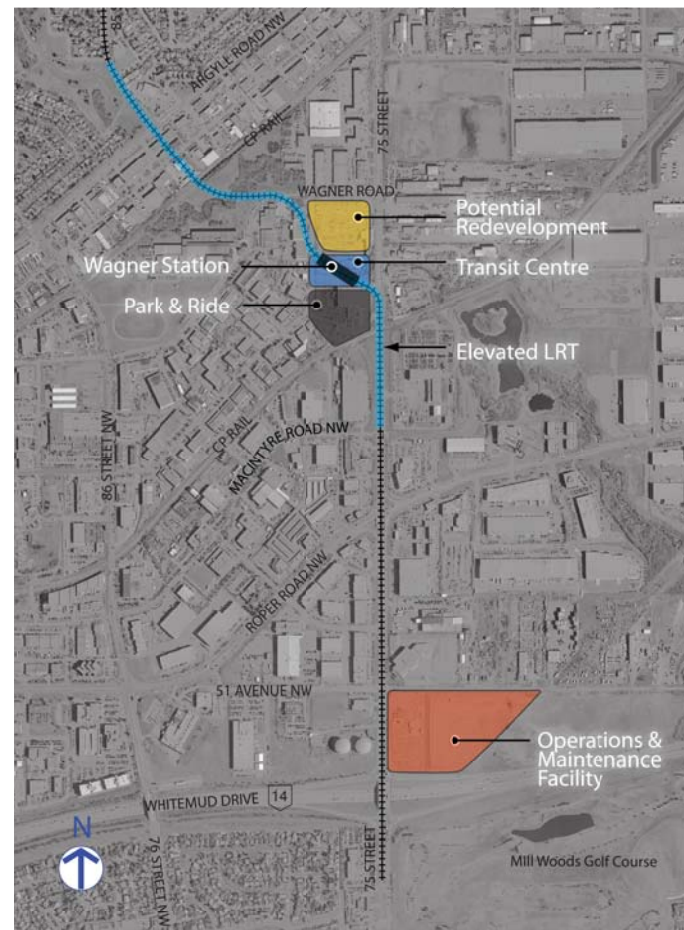 85
ARGYLL ROAD NW
CP RAIL
75 STREET
WAGNER ROAD
Potential
Redevelopment
Wagner Station
Transit Centre
Park & Ride
Elevated LRT
CP RAIL
MACINTYRE ROAD NW
86 STREET NW
ROPER ROAD NW
51 AVENUE NW
Operations &
Maintenance
Facility
WHITEMUD DRIVE
14
N
76 STREET NW
75 STREET
Mill Woods Golf Course